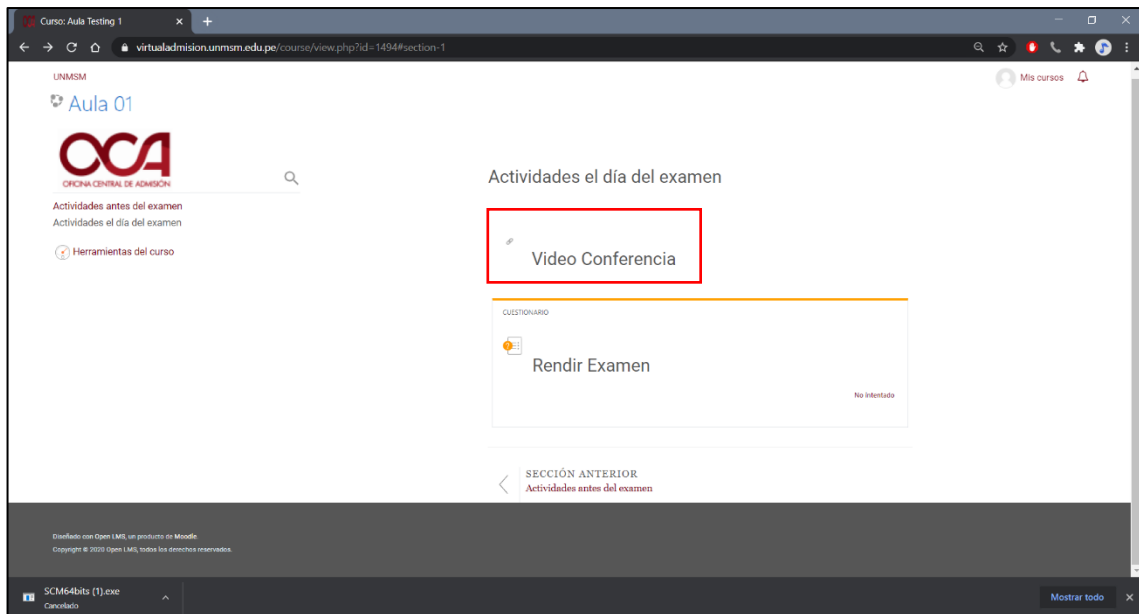 Curso: Aula Testing 1
virtualadmision.unmsm.edu.pe/course/view.php?id=1494#section-1
UNMSM
Mis cursos
Aula 01
OCA
OFICINA CENTRAL DE ADMISIÓN
Actividades antes del examen
Actividades el día del examen
Herramientas del curso
Actividades el día del examen
Video Conferencia
CUESTIONARIO
Rendir Examen
No intentado
SECCIÓN ANTERIOR
Actividades antes del examen
Diseñado con Open LMS, un producto de Moodle.
Copyright © 2020 Open LMS, todos los derechos reservados.
SCM64bits (1).exe
Cancelado
Mostrar todo